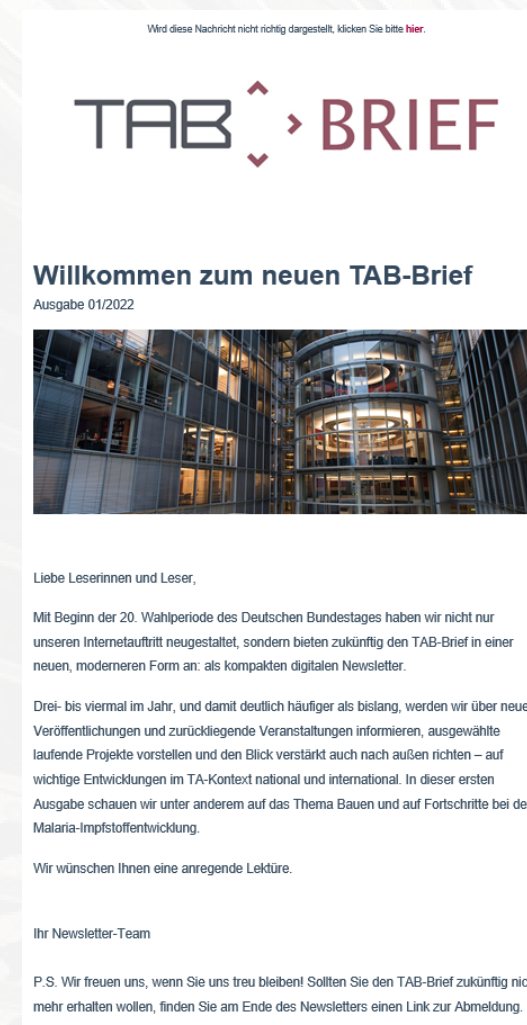 Wird diese Nachricht nicht richtig dargestellt, klicken Sie bitte hier.
TAB BRIEF
Willkommen zum neuen TAB-Brief
Ausgabe 01/2022
Liebe Leserinnen und Leser,
Mit Beginn der 20. Wahlperiode des Deutschen Bundestages haben wir nicht nur
unseren Internetauftritt neugestaltet, sondern bieten zukünftig den TAB-Brief in einer
neuen, moderneren Form an: als kompakten digitalen Newsletter.
Drei- bis viermal im Jahr, und damit deutlich häufiger als bislang, werden wir über neue
Veröffentlichungen und zurückliegende Veranstaltungen informieren, ausgewählte
laufende Projekte vorstellen und den Blick verstärkt auch nach außen richten – auf
wichtige Entwicklungen im TA-Kontext national und international. In dieser ersten
Ausgabe schauen wir unter anderem auf das Thema Bauen und auf Fortschritte bei de
Malaria-Impfstoffentwicklung.
Wir wünschen Ihnen eine anregende Lektüre.
Ihr Newsletter-Team
P.S. Wir freuen uns, wenn Sie uns treu bleiben! Sollten Sie den TAB-Brief zukünftig nic
mehr erhalten wollen, finden Sie am Ende des Newsletters einen Link zur Abmeldung.